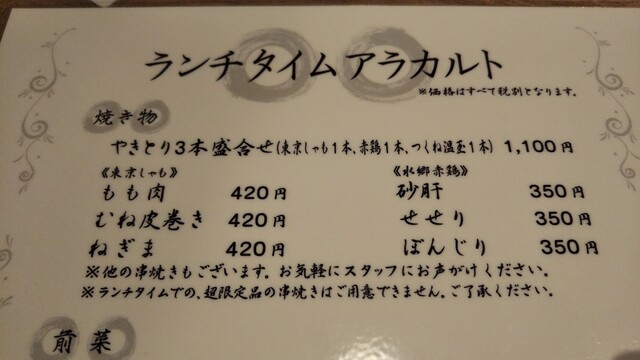 ランチタイムアラカルト
※価格はすべて税別となります。
焼き物
やきとり3本盛合せ(東京しゃも1本、赤鶏1本、つくね温玉1本) 1,100円
《東京しゃも》 《水郷赤鶏》
もも肉 420円 砂肝 350円
むね皮巻き 420円 せせり 350円
ねぎま 420円 ぼんじり 350円
※他の串焼きもございます。お気軽にスタッフにお声がけください。
※ランチタイムでの、超限定品の串焼きはご用意できません。ご了承ください。
前菜